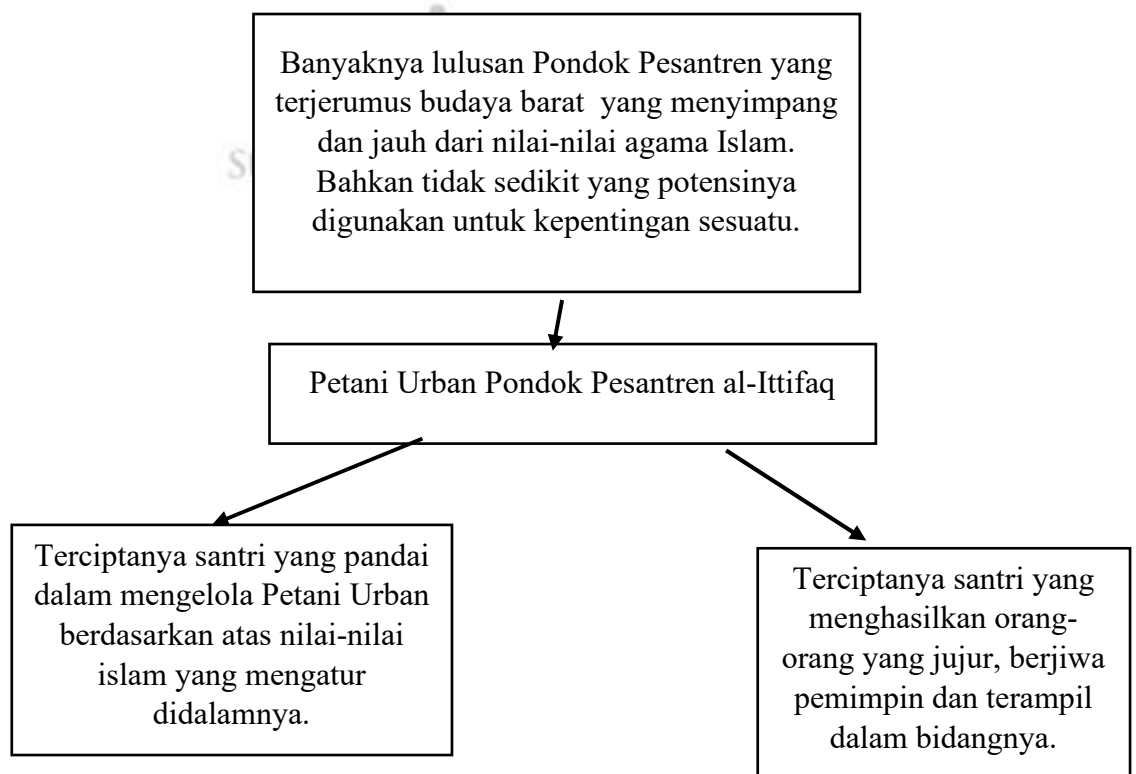 Banyaknya lulusan Pondok Pesantren yang
terjerumus budaya barat yang menyimpang
dan jauh dari nilai-nilai agama Islam.
Bahkan tidak sedikit yang potensinya
digunakan untuk kepentingan sesuatu.
Petani Urban Pondok Pesantren al-Ittifaq
Terciptanya santri yang pandai
dalam mengelola Petani Urban
berdasarkan atas nilai-nilai
islam yang mengatur
didalamnya.
Terciptanya santri yang
menghasilkan orang-
orang yang jujur, berjiwa
pemimpin dan terampil
dalam bidangnya.